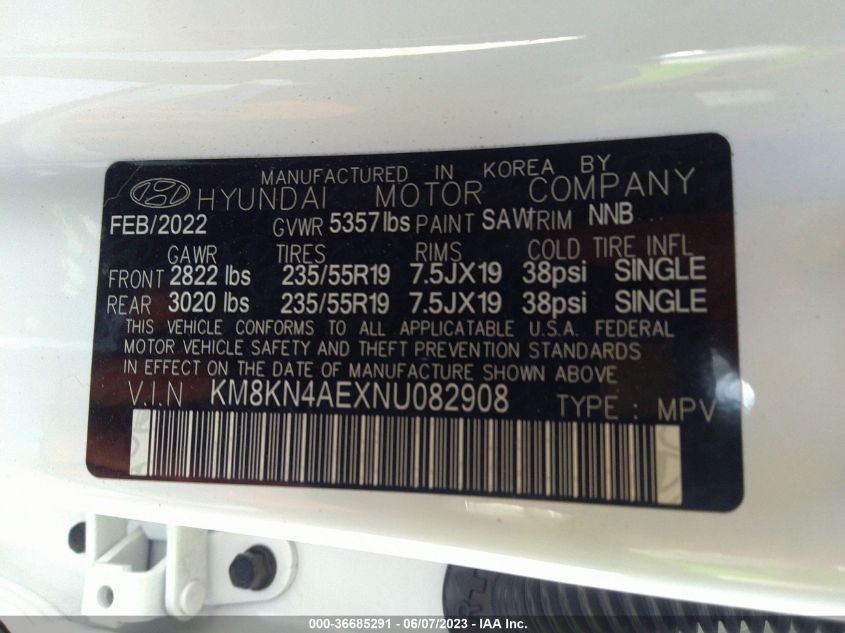 MANUFACTURED IN KOREA BY
HYUNDAI MOTOR COMPANY
FEB/2022 GVWR 5357lbs PAINT SAW TRIM NNB
GAWR TIRES RIMS COLD TIRE INFL
FRONT 2822 lbs 235/55R19 7.5JX19 38psi SINGLE
REAR 3020 lbs 235/55R19 7.5JX19 38psi SINGLE
THIS VEHICLE CONFORMS TO ALL APPLICATABLE U.S.A. FEDERAL
MOTOR VEHICLE SAFETY AND THEFT PREVENTION STANDARDS
IN EFFECT ON THE DATE OF MANUFACTURE SHOWN ABOVE
V.I.N KM8KN4AEXNU082908 TYPE : MPV
000-36685291 - 06/07/2023 - © IAA Inc.